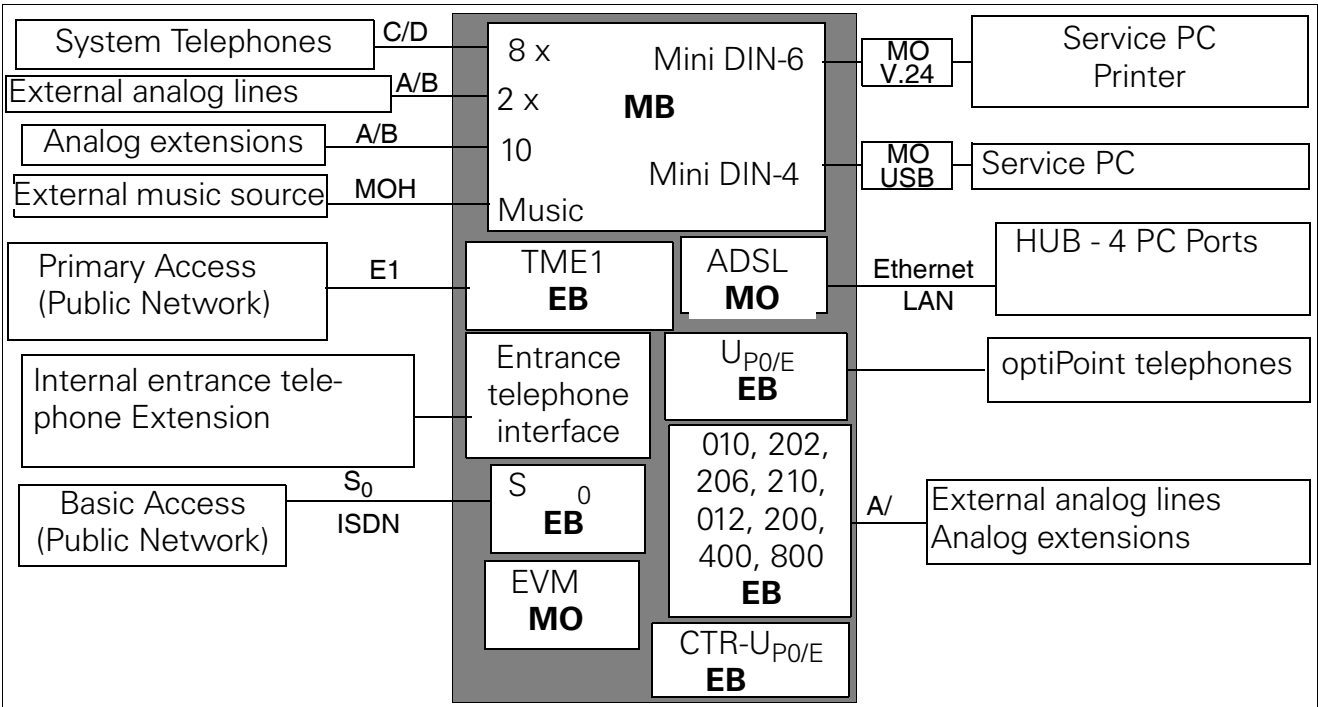 System Telephones
C/D
External analog lines
A/B
Analog extensions
A/B
External music source
MOH
Primary Access
(Public Network)
E1
Internal entrance tele-
phone Extension
Basic Access
(Public Network)
S0
ISDN
8 x
Mini DIN-6
2 x
MB
10
Mini DIN-4
Music
TME1
EB
ADSL
MO
Entrance
telephone
interface
UP0/E
EB
S 0
EB
010, 202,
206, 210,
012, 200,
400, 800
EB
EVM
MO
CTR-UP0/E
EB
MO
V.24
Service PC
Printer
MO
USB
Service PC
Ethernet
LAN
HUB - 4 PC Ports
optiPoint telephones
A/
External analog lines
Analog extensions